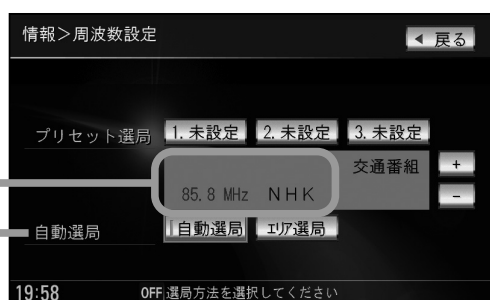 情報＞周波数設定 ◀ 戻る
プリセット選局 1.未設定 2.未設定 3.未設定
交通番組 +
85.8 MHz NHK −
自動選局 自動選局 エリア選局
19:58 OFF 選局方法を選択してください